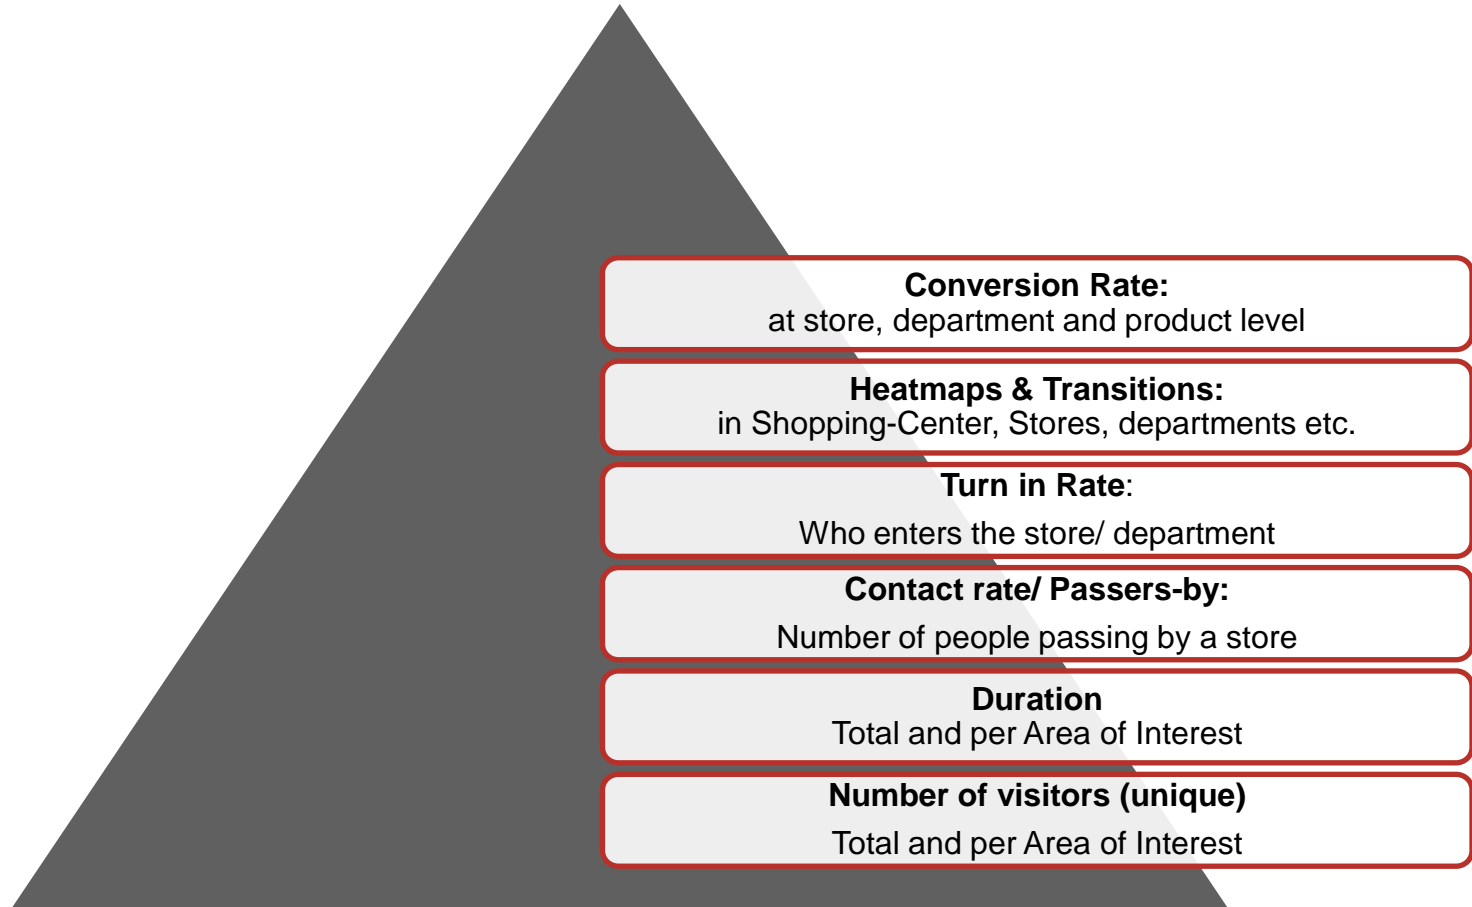 Conversion Rate:
at store, department and product level
Heatmaps & Transitions:
in Shopping-Center, Stores, departments etc.
Turn in Rate:
Who enters the store/ department
Contact rate/ Passers-by:
Number of people passing by a store
Duration
Total and per Area of Interest
Number of visitors (unique)
Total and per Area of Interest